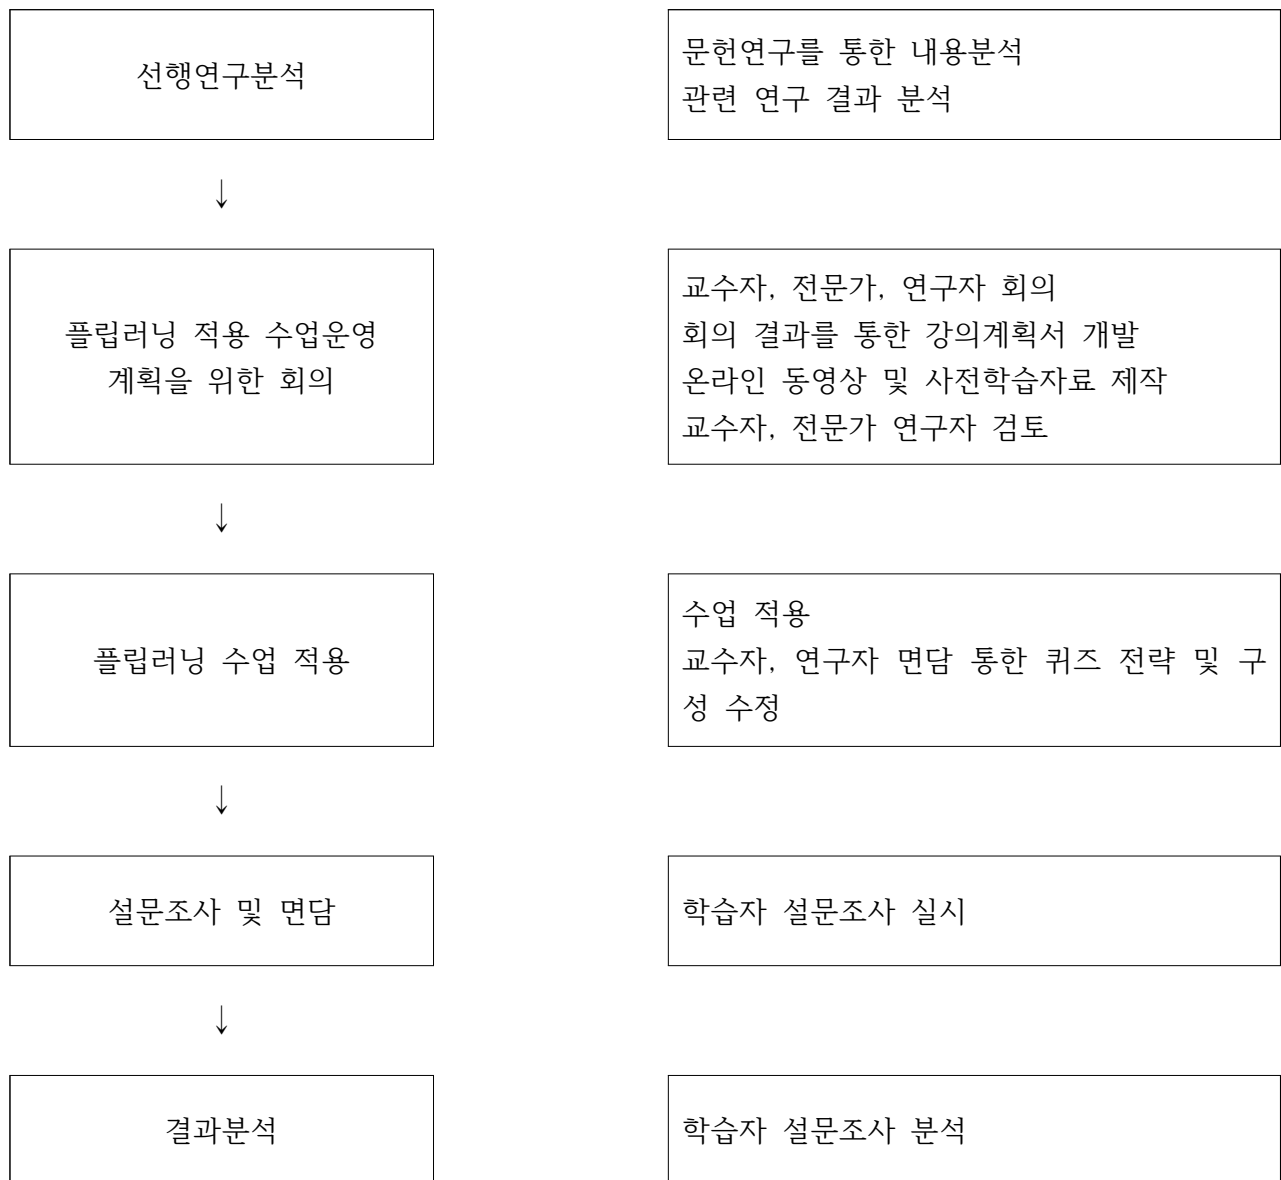 선행연구분석
문헌연구를 통한 내용분석
관련 연구 결과 분석
↓
플립러닝 적용 수업운영
계획을 위한 회의
교수자, 전문가, 연구자 회의
회의 결과를 통한 강의계획서 개발
온라인 동영상 및 사전학습자료 제작
교수자, 전문가 연구자 검토
↓
플립러닝 수업 적용
수업 적용
교수자, 연구자 면담 통한 퀴즈 전략 및 구
성 수정
↓
설문조사 및 면담
학습자 설문조사 실시
↓
결과분석
학습자 설문조사 분석